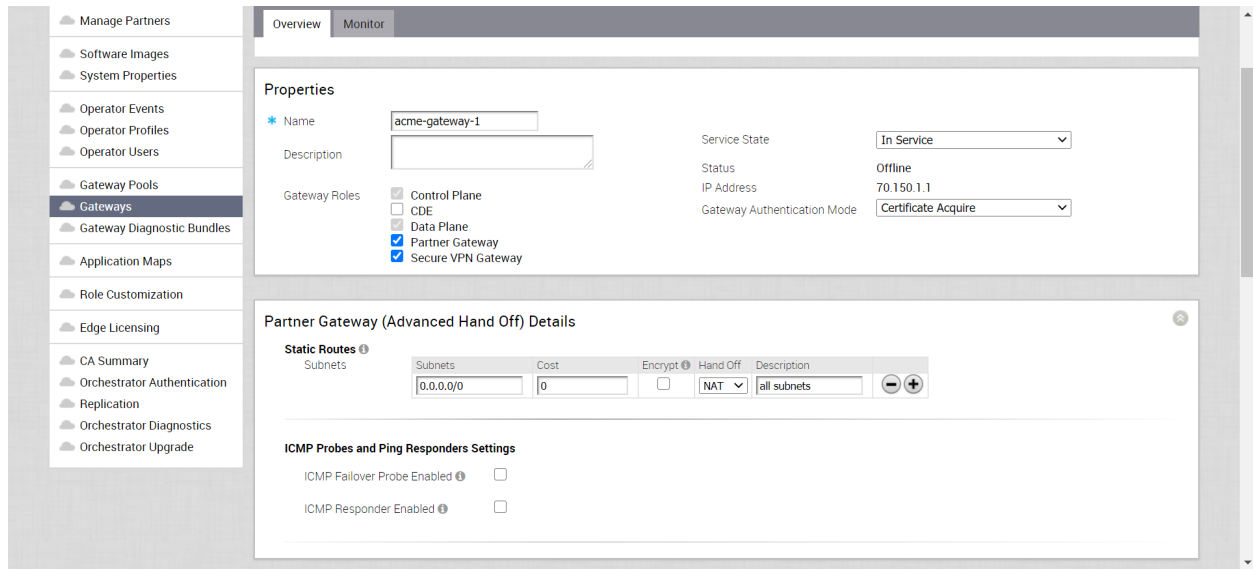 Manage Partners
Software Images
System Properties
Operator Events
Operator Profiles
Operator Users
Gateway Pools
Gateways
Gateway Diagnostic Bundles
Application Maps
Role Customization
Edge Licensing
CA Summary
Orchestrator Authentication
Replication
Orchestrator Diagnostics
Orchestrator Upgrade
Overview Monitor
Properties
* Name acme-gateway-1
Description
Gateway Roles Control Plane
CDE
Data Plane
Partner Gateway
Secure VPN Gateway
Service State In Service
Status Offline
IP Address 70.150.1.1
Gateway Authentication Mode Certificate Acquire
Partner Gateway (Advanced Hand Off) Details
Static Routes
Subnets Subnets Cost Encrypt Hand Off Description
0.0.0.0/0 0 NAT all subnets
ICMP Probes and Ping Responders Settings
ICMP Failover Probe Enabled
ICMP Responder Enabled